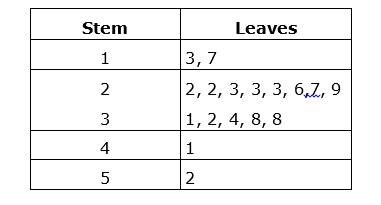 Stem Leaves
1 3, 7
2 2, 2, 3, 3, 3, 6,7, 9
3 1, 2, 4, 8, 8
4 1
5 2